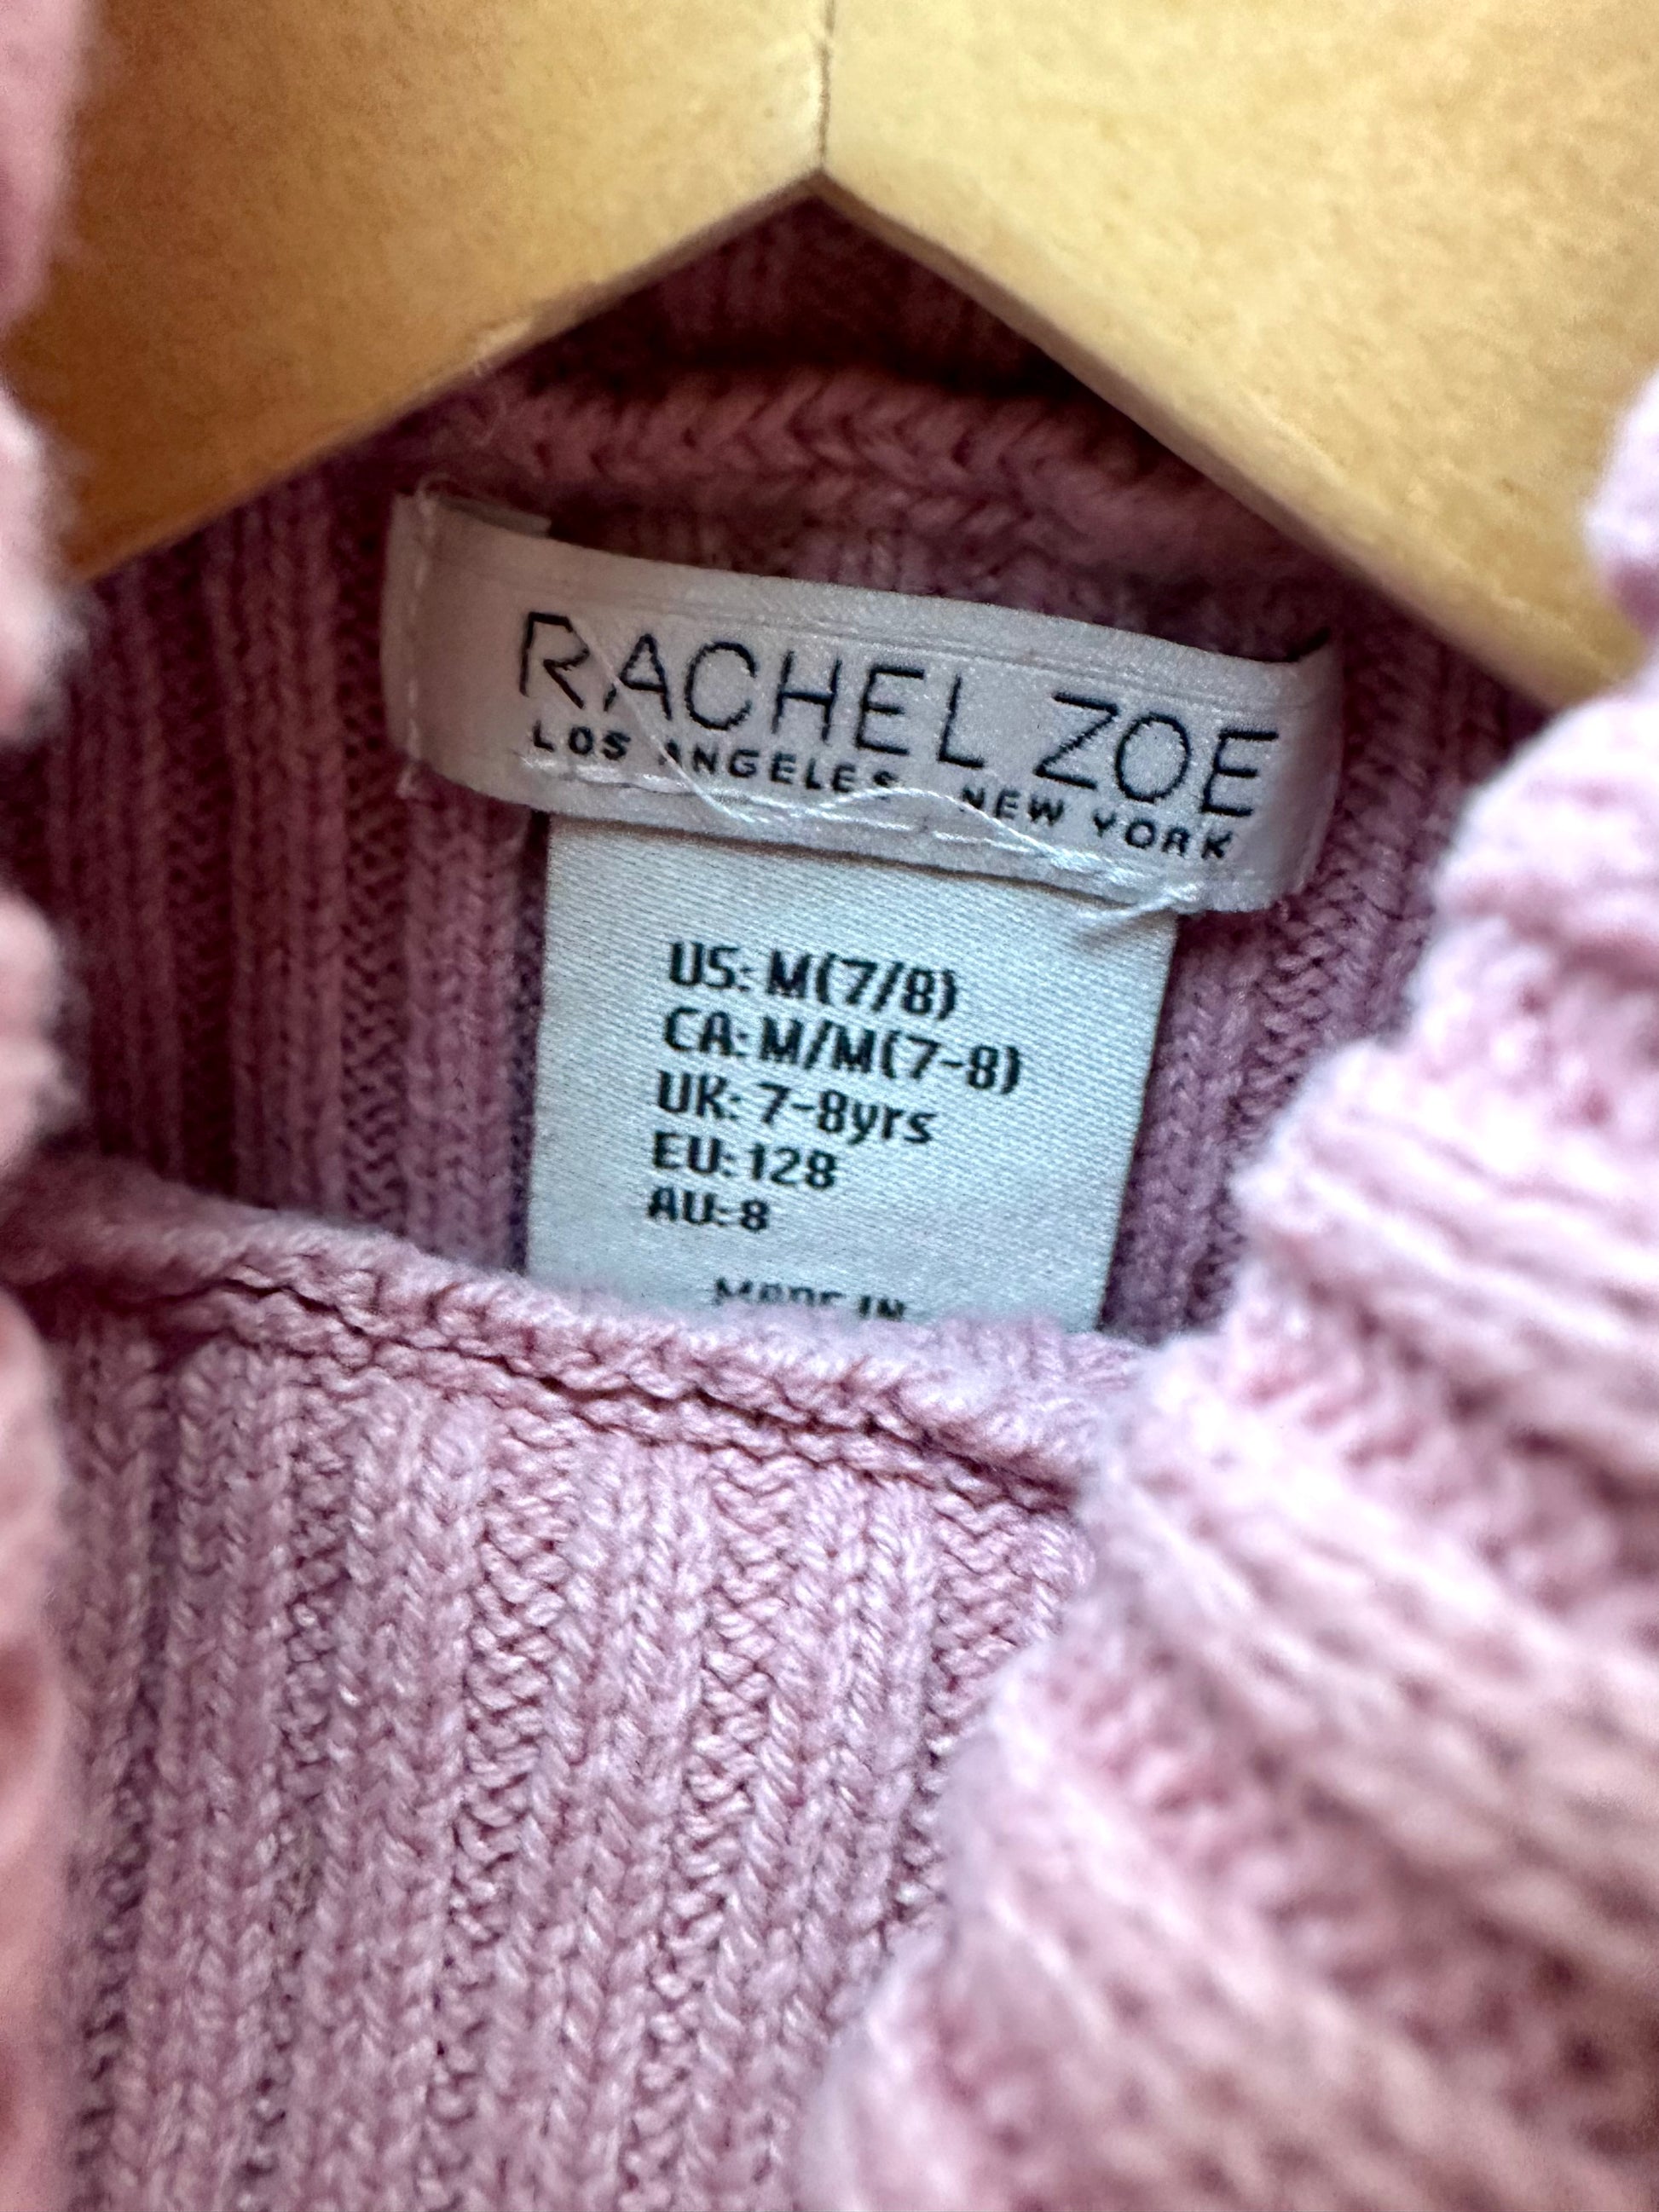 RACHEL ZOE
LOS ANGELES NEW YORK
US: M(7/8)
CA: M/M(7-8)
UK: 7-8yrs
EU: 128
AU: 8
MADE IN